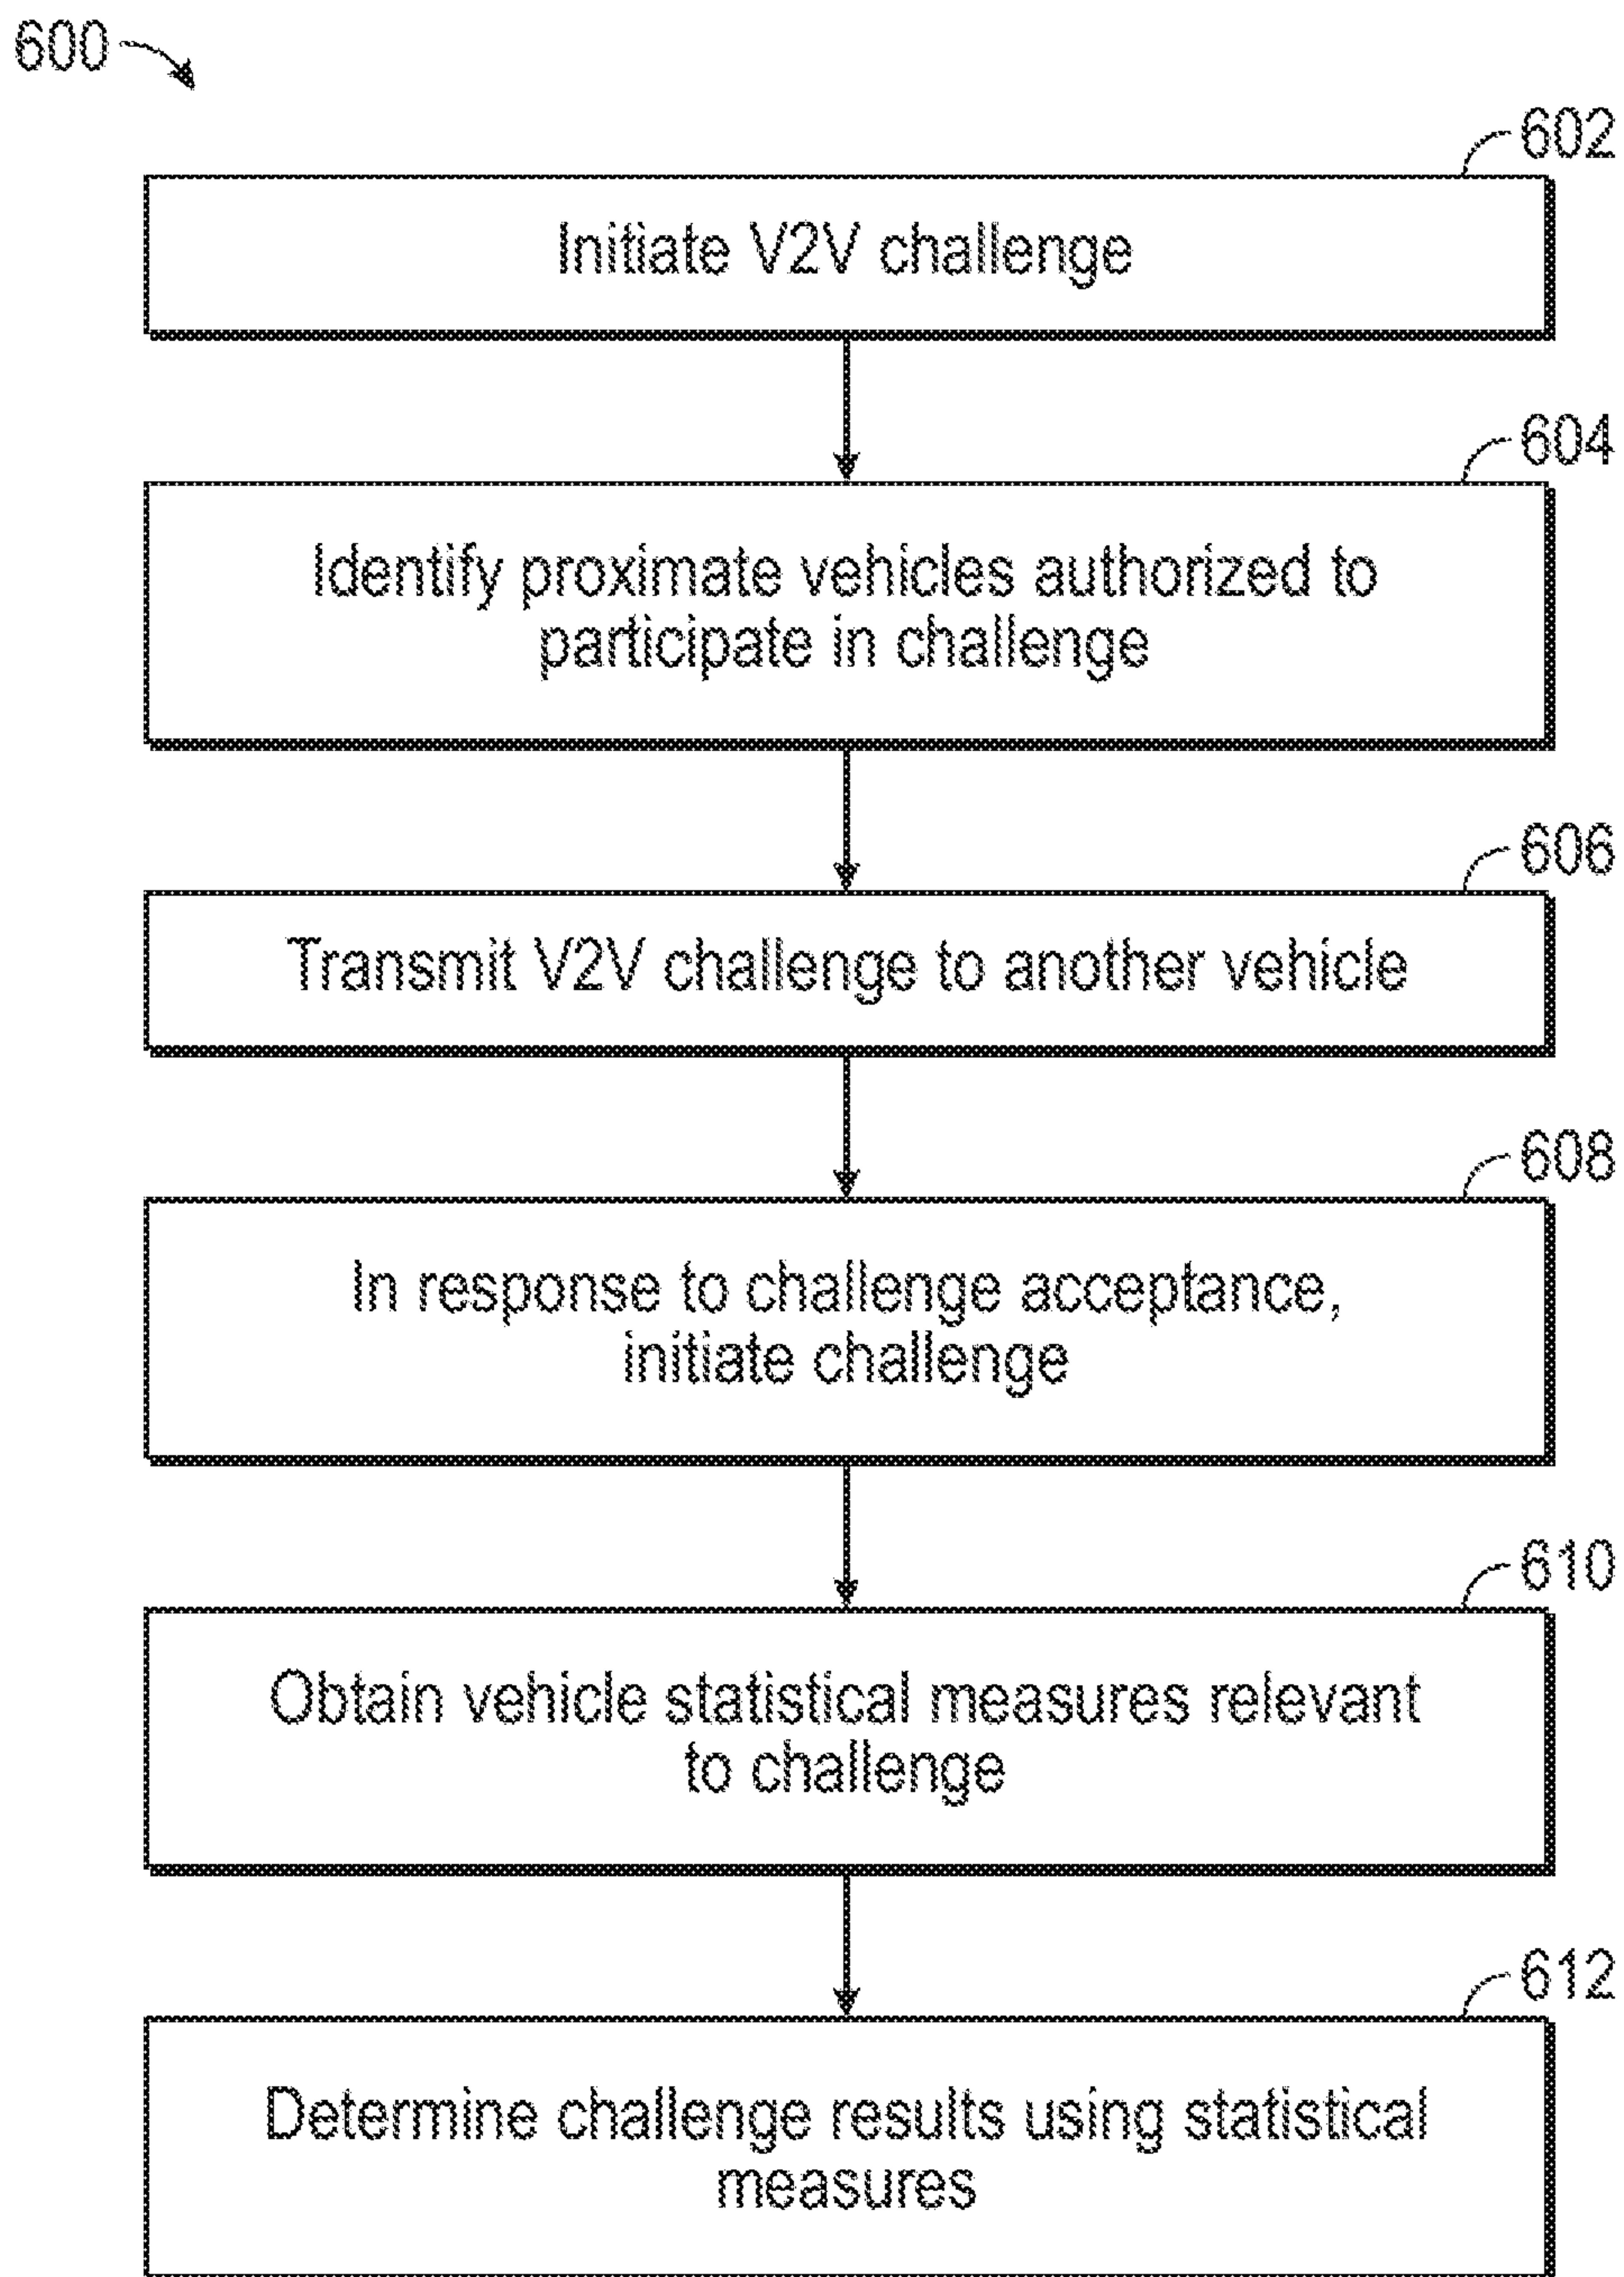 600
602
Initiate V2V challenge
604
Identify proximate vehicles authorized to
participate in challenge
606
Transmit V2V challenge to another vehicle
608
In response to challenge acceptance,
initiate challenge
610
Obtain vehicle statistical measures relevant
to challenge
612
Determine challenge results using statistical
measures